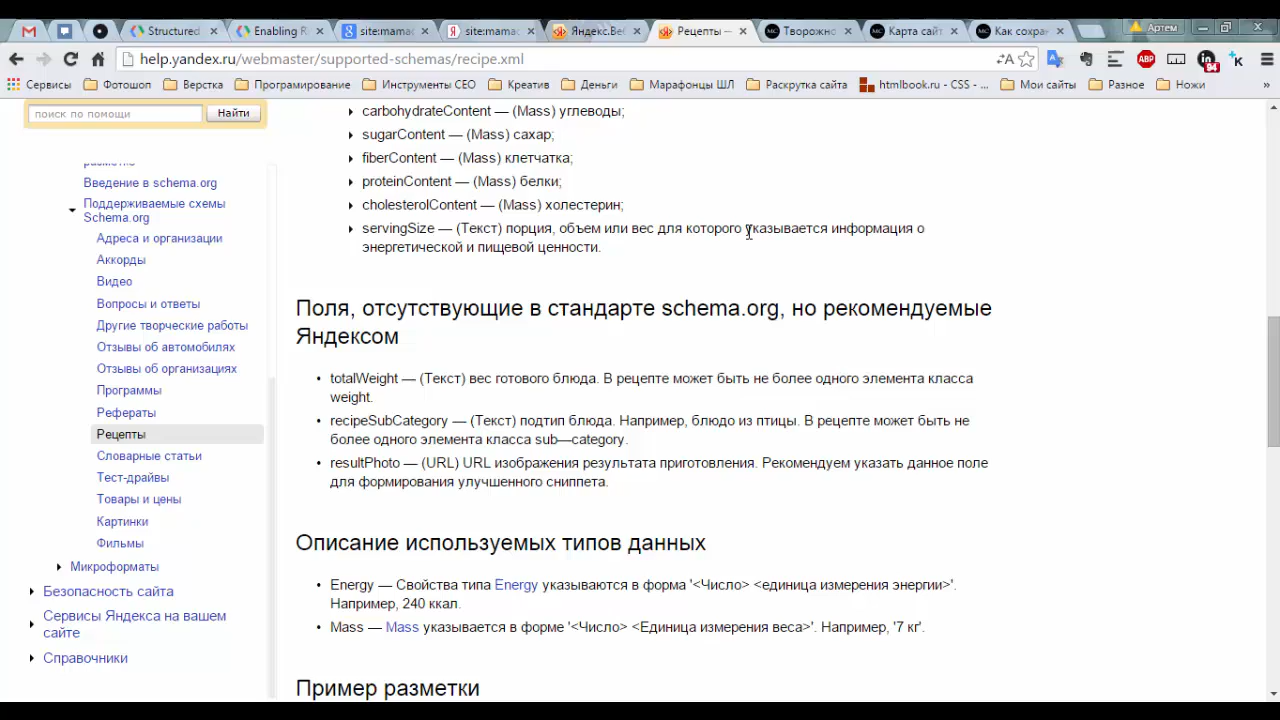 Structured
Enabling R
site:mamac
site:mamac
Яндекс.Ве
Рецепты —
Творожно
Карта сайт
Как сохра
Артем
help.yandex.ru/webmaster/supported-schemas/recipe.xml
Сервисы
Фотошоп
Верстка
Программирование
Инструменты СЕО
Креатив
Деньги
Марафонцы ШЛ
Раскрутка сайта
htmlbook.ru - CSS - ...
Мои сайты
Разное
Ножи
поиск по помощи
Найти
Введение в schema.org
Поддерживаемые схемы
Schema.org
Адреса и организации
Аккорды
Видео
Вопросы и ответы
Другие творческие работы
Отзывы об автомобилях
Отзывы об организациях
Программы
Рефераты
Рецепты
Словарные статьи
Тест-драйвы
Товары и цены
Картинки
Фильмы
Микроформаты
Безопасность сайта
Сервисы Яндекса на вашем
сайте
Справочники
carbohydrateContent — (Mass) углеводы;
sugarContent — (Mass) сахар;
fiberContent — (Mass) клетчатка;
proteinContent — (Mass) белки;
cholesterolContent — (Mass) холестерин;
servingSize — (Текст) порция, объем или вес для которого указывается информация о
энергетической и пищевой ценности.
Поля, отсутствующие в стандарте schema.org, но рекомендуемые
Яндексом
• totalWeight — (Текст) вес готового блюда. В рецепте может быть не более одного элемента класса
weight.
• recipeSubCategory — (Текст) подтип блюда. Например, блюдо из птицы. В рецепте может быть не
более одного элемента класса sub—category.
• resultPhoto — (URL) URL изображения результата приготовления. Рекомендуем указать данное поле
для формирования улучшенного сниппета.
Описание используемых типов данных
• Energy — Свойства типа Energy указываются в форма '<Число> <единица измерения энергии>'.
Например, 240 ккал.
• Mass — Mass указывается в форме '<Число> <Единица измерения веса>'. Например, '7 кг'.
Пример разметки